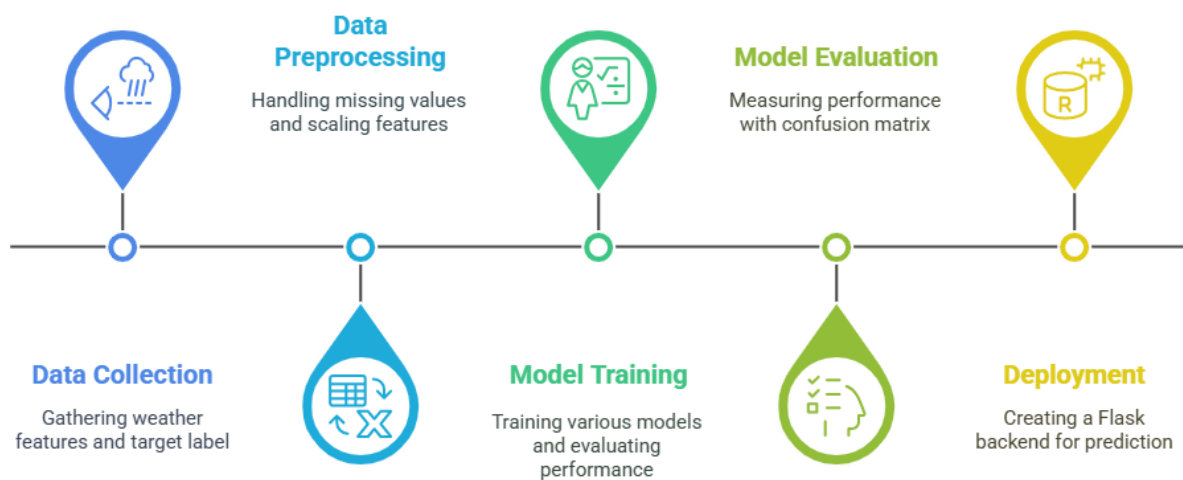 Data Collection
Gathering weather
features and target label
Data
Preprocessing
Handling missing values
and scaling features
Model Training
Training various models
and evaluating
performance
Model Evaluation
Measuring performance
with confusion matrix
R
Deployment
Creating a Flask
backend for prediction